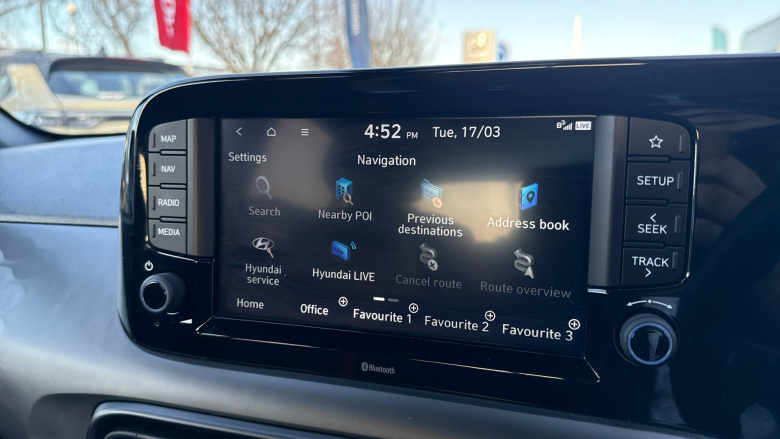 MAP
NAV
RADIO
MEDIA
4:52 PM Tue, 17/03
LIVE
Settings
Navigation
Search
Nearby POI
Previous
destinations
Address book
Hyundai
service
Hyundai LIVE
Cancel route
Route overview
Home
Office
Favourite 1
Favourite 2
Favourite 3
SETUP
SEEK
TRACK
Bluetooth